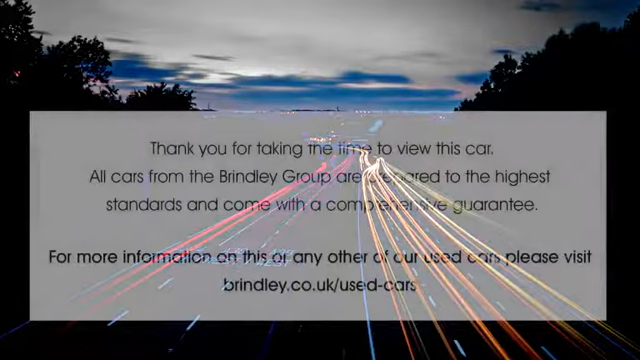 Thank you for taking the time to view this car.
All cars from the Brindley Group are prepared to the highest
standards and come with a comprehensive guarantee.
For more information on this or any other of our used cars please visit
brindley.co.uk/used-cars